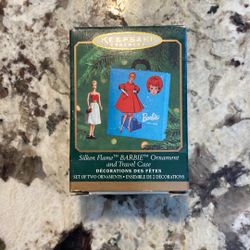 KEEPSAKE
ORNAMENTS
Barbie
Silken Flame™ BARBIE™ Ornament
and Travel Case
DÉCORATIONS DES FÊTES
SET OF TWO ORNAMENTS • ENSEMBLE DE 2 DÉCORATIONS